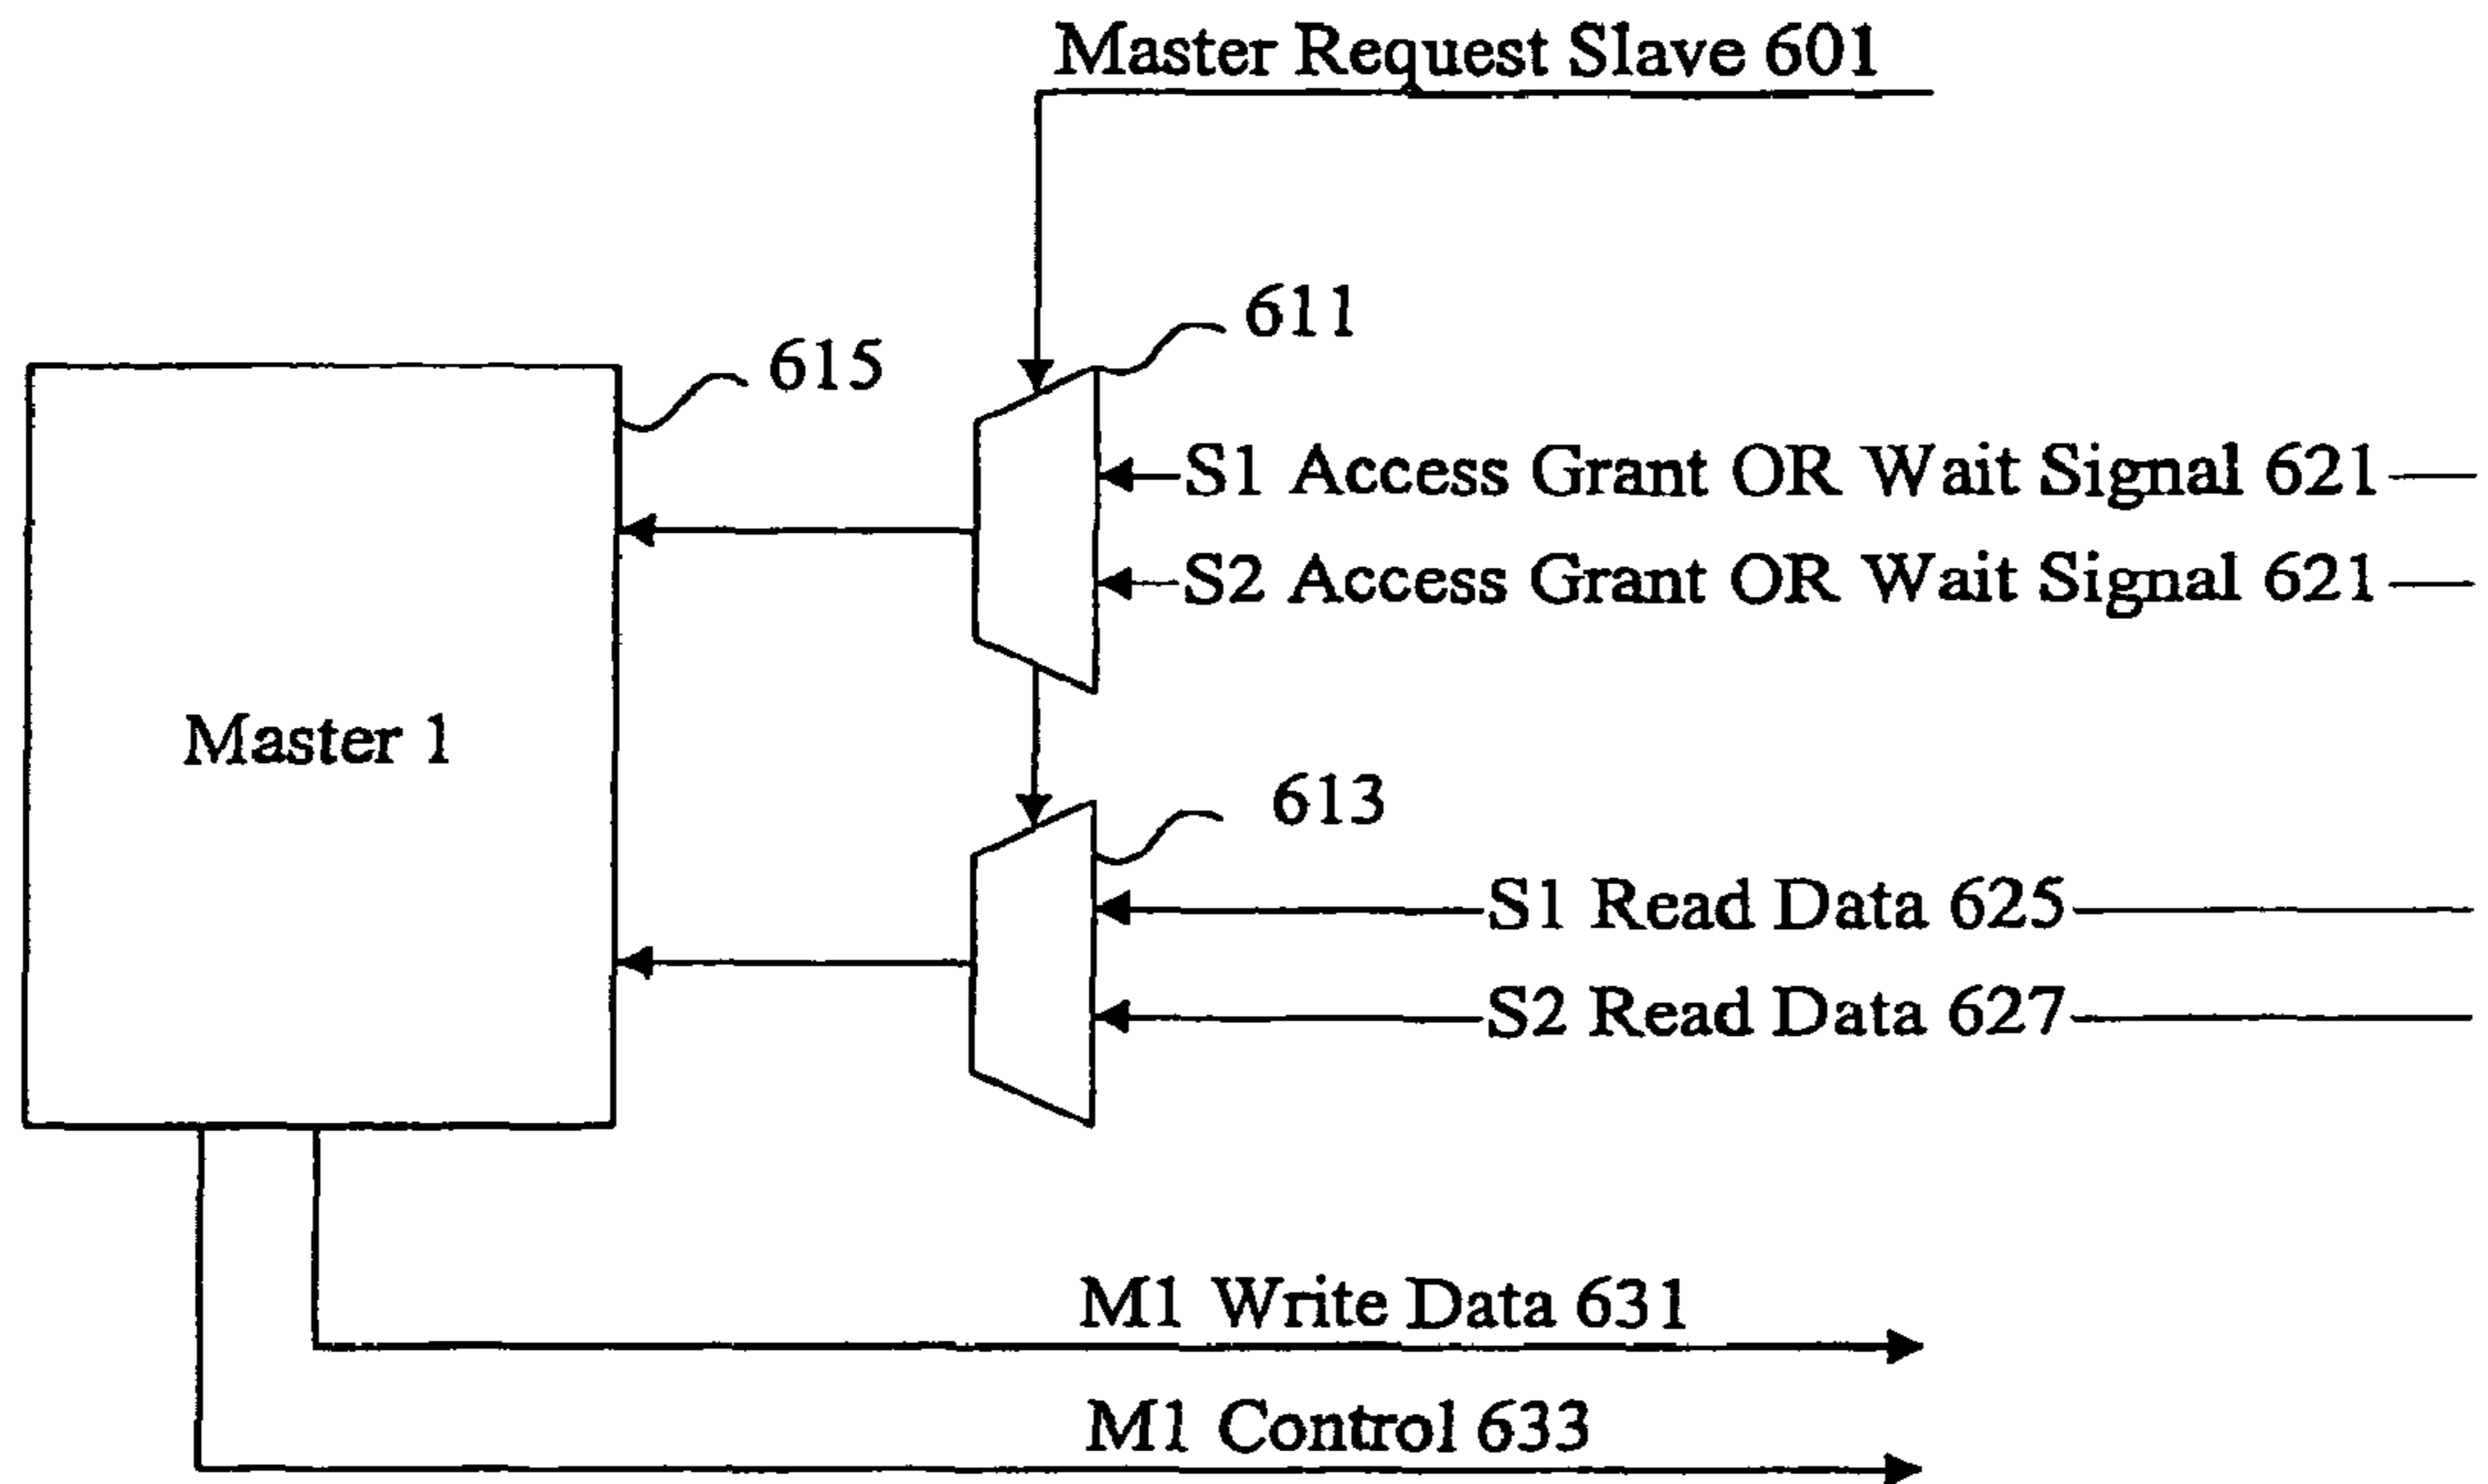 Master Request Slave 601
611
615
S1 Access Grant OR Wait Signal 621
S2 Access Grant OR Wait Signal 621
Master 1
613
S1 Read Data 625
S2 Read Data 627
M1 Write Data 631
M1 Control 633